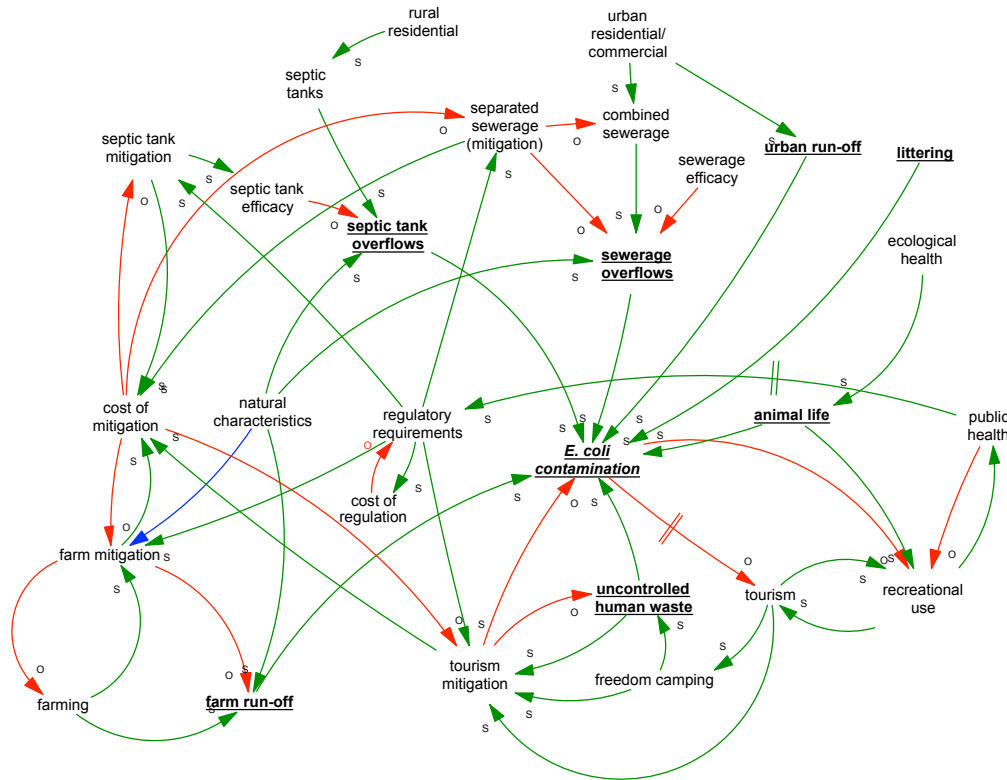 rural
residential
urban
residential/
commercial
S
septic
tanks
S
S
separated
sewerage
(mitigation)
combined
sewerage
O
O
S
urban run-off
littering
septic tank
mitigation
S
S
S
sewerage
efficacy
O
septic tank
efficacy
S
O
septic tank
overflows
S
S
O
O
S
sewerage
overflows
S
ecological
health
S
S
S
cost of
mitigation
natural
characteristics
regulatory
requirements
S
S
S
animal life
public
health
S
S
S
S
S
S
O
E. coli
contamination
S
S
cost of
regulation
S
S
O
S
O
farm mitigation
S
S
O
O
S
O
S
uncontrolled
human waste
tourism
recreational
use
O
S
S
S
O
S
S
S
tourism
mitigation
freedom camping
S
S
O
O
S
farming
S
farm run-off
S
S